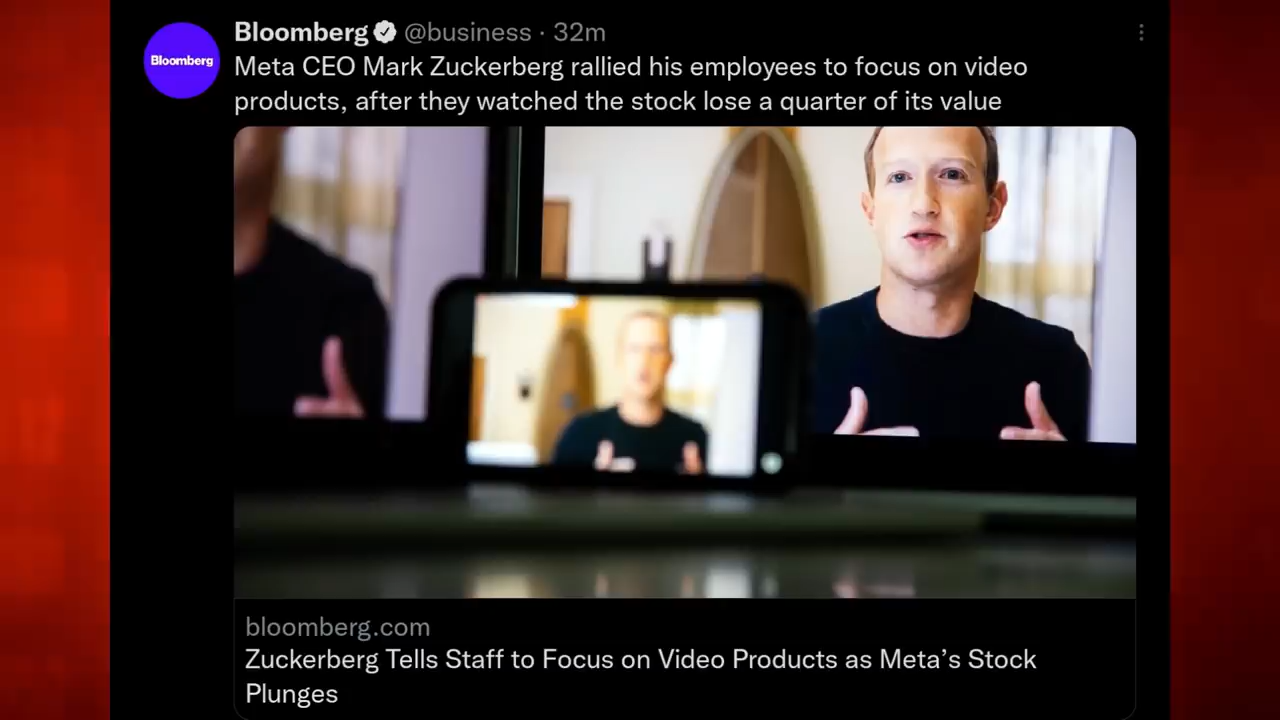 Bloomberg
Bloomberg @business · 32m
Meta CEO Mark Zuckerberg rallied his employees to focus on video
products, after they watched the stock lose a quarter of its value
bloomberg.com
Zuckerberg Tells Staff to Focus on Video Products as Meta’s Stock
Plunges